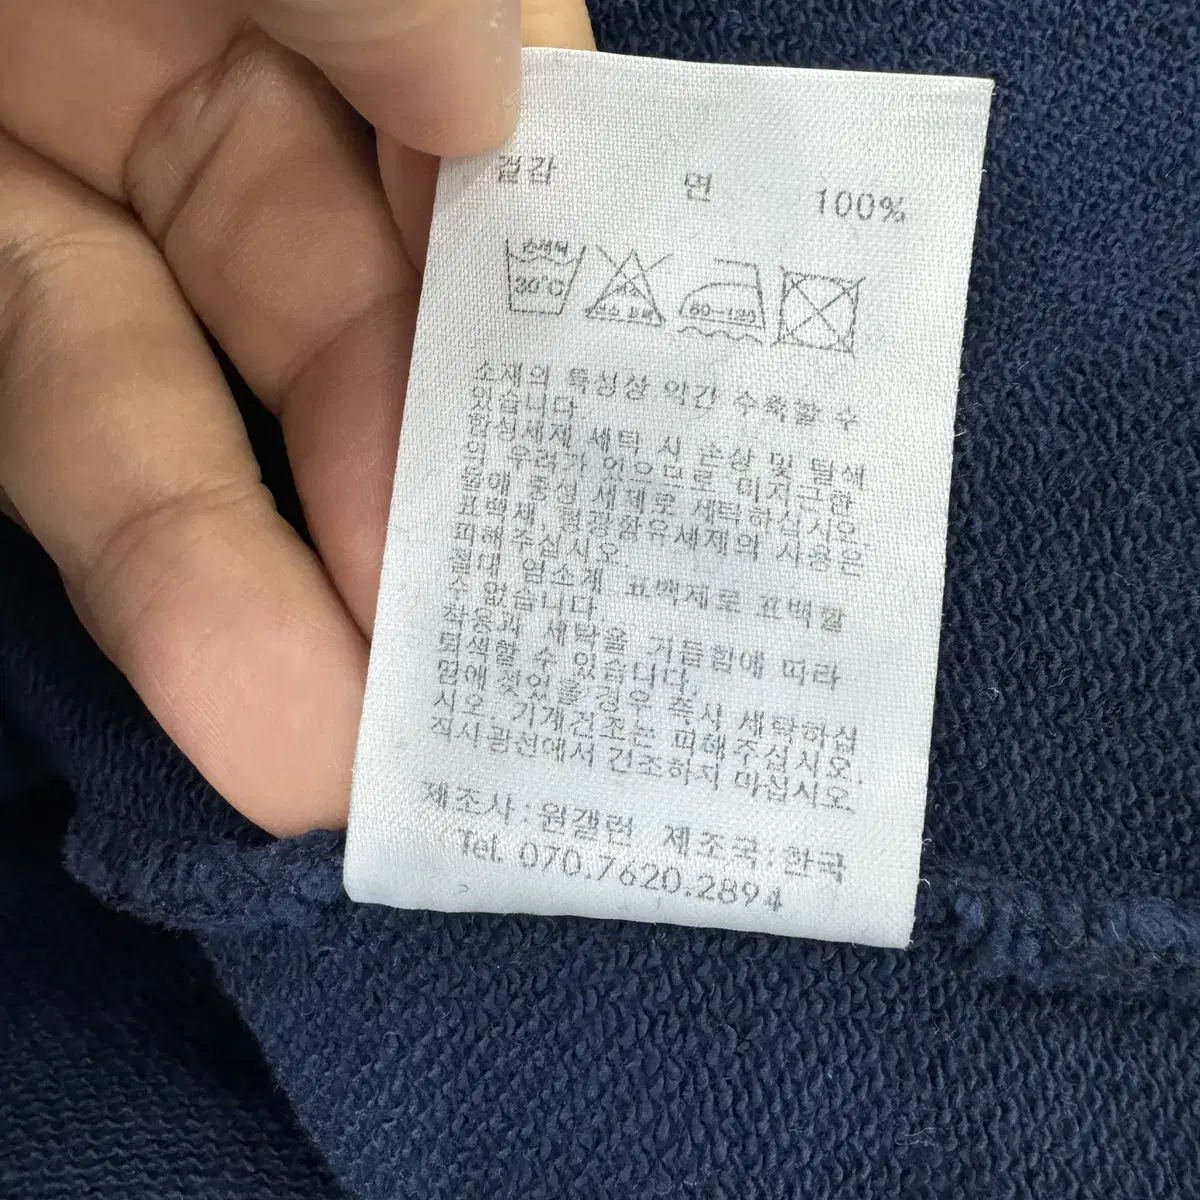 겉감 면 100%
손세탁
30℃
염소 표백
80-120
소재의 특성상 약간 수축할 수
있습니다.
합성세제 세탁 시 손상 및 탈색
의 우려가 있으므로 미지근한
물에 중성 세제로 세탁하십시오.
표백제, 형광함유세제의 사용은
피해 주십시오.
절대 염소계 표백제로 표백할
수 없습니다.
착용과 세탁을 거듭함에 따라
퇴색할 수 있습니다.
땀에 젖었을 경우 즉시 세탁하십
시오. 기계건조는 피해주십시오.
직사광선에서 건조하지 마십시오.
제조사:원갤런 제조국:한국
Tel. 070.7620.2894